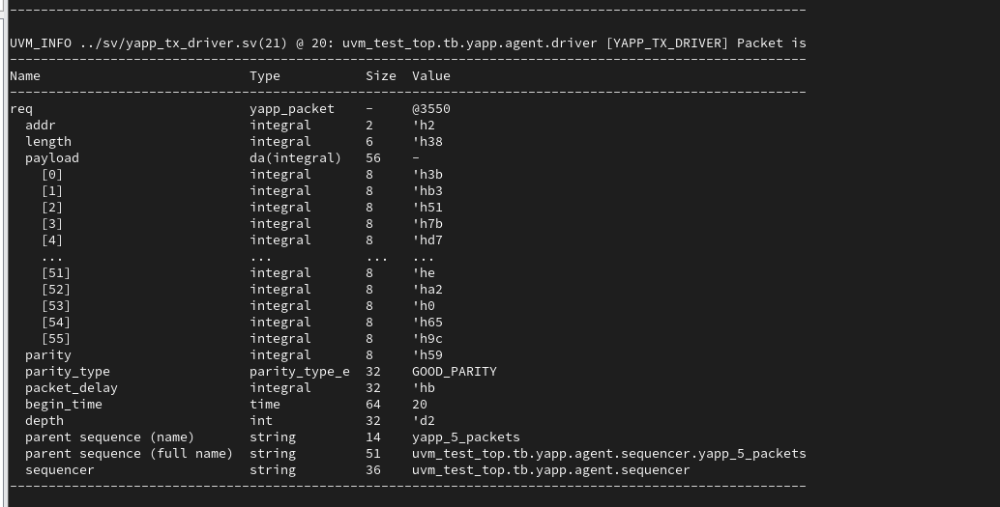 --------------------------------------------------------------------------------------------------------
UVM_INFO ../sv/yapp_tx_driver.sv(21) @ 20: uvm_test_top.tb.yapp.agent.driver [YAPP_TX_DRIVER] Packet is
--------------------------------------------------------------------------------------------------------
Name Type Size Value
--------------------------------------------------------------------------------------------------------
req yapp_packet - @3550
addr integral 2 'h2
length integral 6 'h38
payload da(integral) 56 -
[0] integral 8 'h3b
[1] integral 8 'hb3
[2] integral 8 'h51
[3] integral 8 'h7b
[4] integral 8 'hd7
... ... ... ...
[51] integral 8 'he
[52] integral 8 'ha2
[53] integral 8 'h0
[54] integral 8 'h65
[55] integral 8 'h9c
parity integral 8 'h59
parity_type parity_type_e 32 GOOD_PARITY
packet_delay integral 32 'hb
begin_time time 64 20
depth int 32 'd2
parent sequence (name) string 14 yapp_5_packets
parent sequence (full name) string 51 uvm_test_top.tb.yapp.agent.sequencer.yapp_5_packets
sequencer string 36 uvm_test_top.tb.yapp.agent.sequencer
--------------------------------------------------------------------------------------------------------